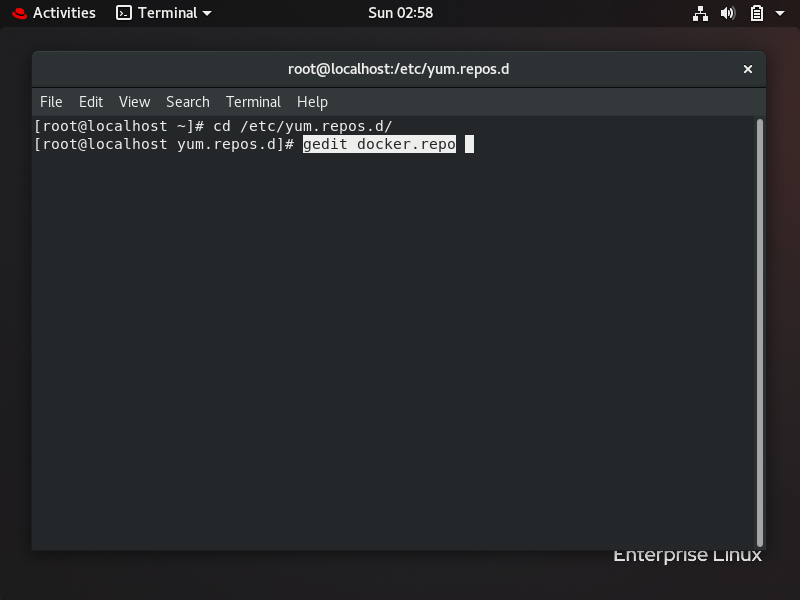 Activities Terminal Sun 02:58
root@localhost:/etc/yum.repos.d
File Edit View Search Terminal Help
[root@localhost ~]# cd /etc/yum.repos.d/
[root@localhost yum.repos.d]# gedit docker.repo
Enterprise Linux